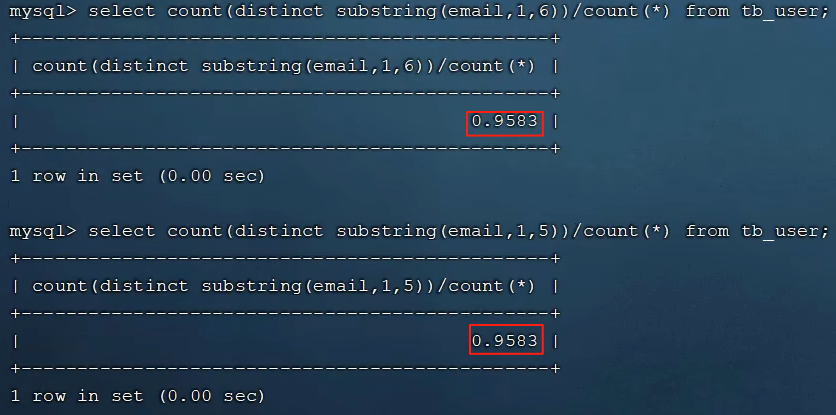 mysql> select count(distinct substring(email,1,6))/count(*) from tb_user;
+-----------------------------------------------+
| count(distinct substring(email,1,6))/count(*) |
+-----------------------------------------------+
|                                        0.9583 |
+-----------------------------------------------+
1 row in set (0.00 sec)
mysql> select count(distinct substring(email,1,5))/count(*) from tb_user;
+-----------------------------------------------+
| count(distinct substring(email,1,5))/count(*) |
+-----------------------------------------------+
|                                        0.9583 |
+-----------------------------------------------+
1 row in set (0.00 sec)